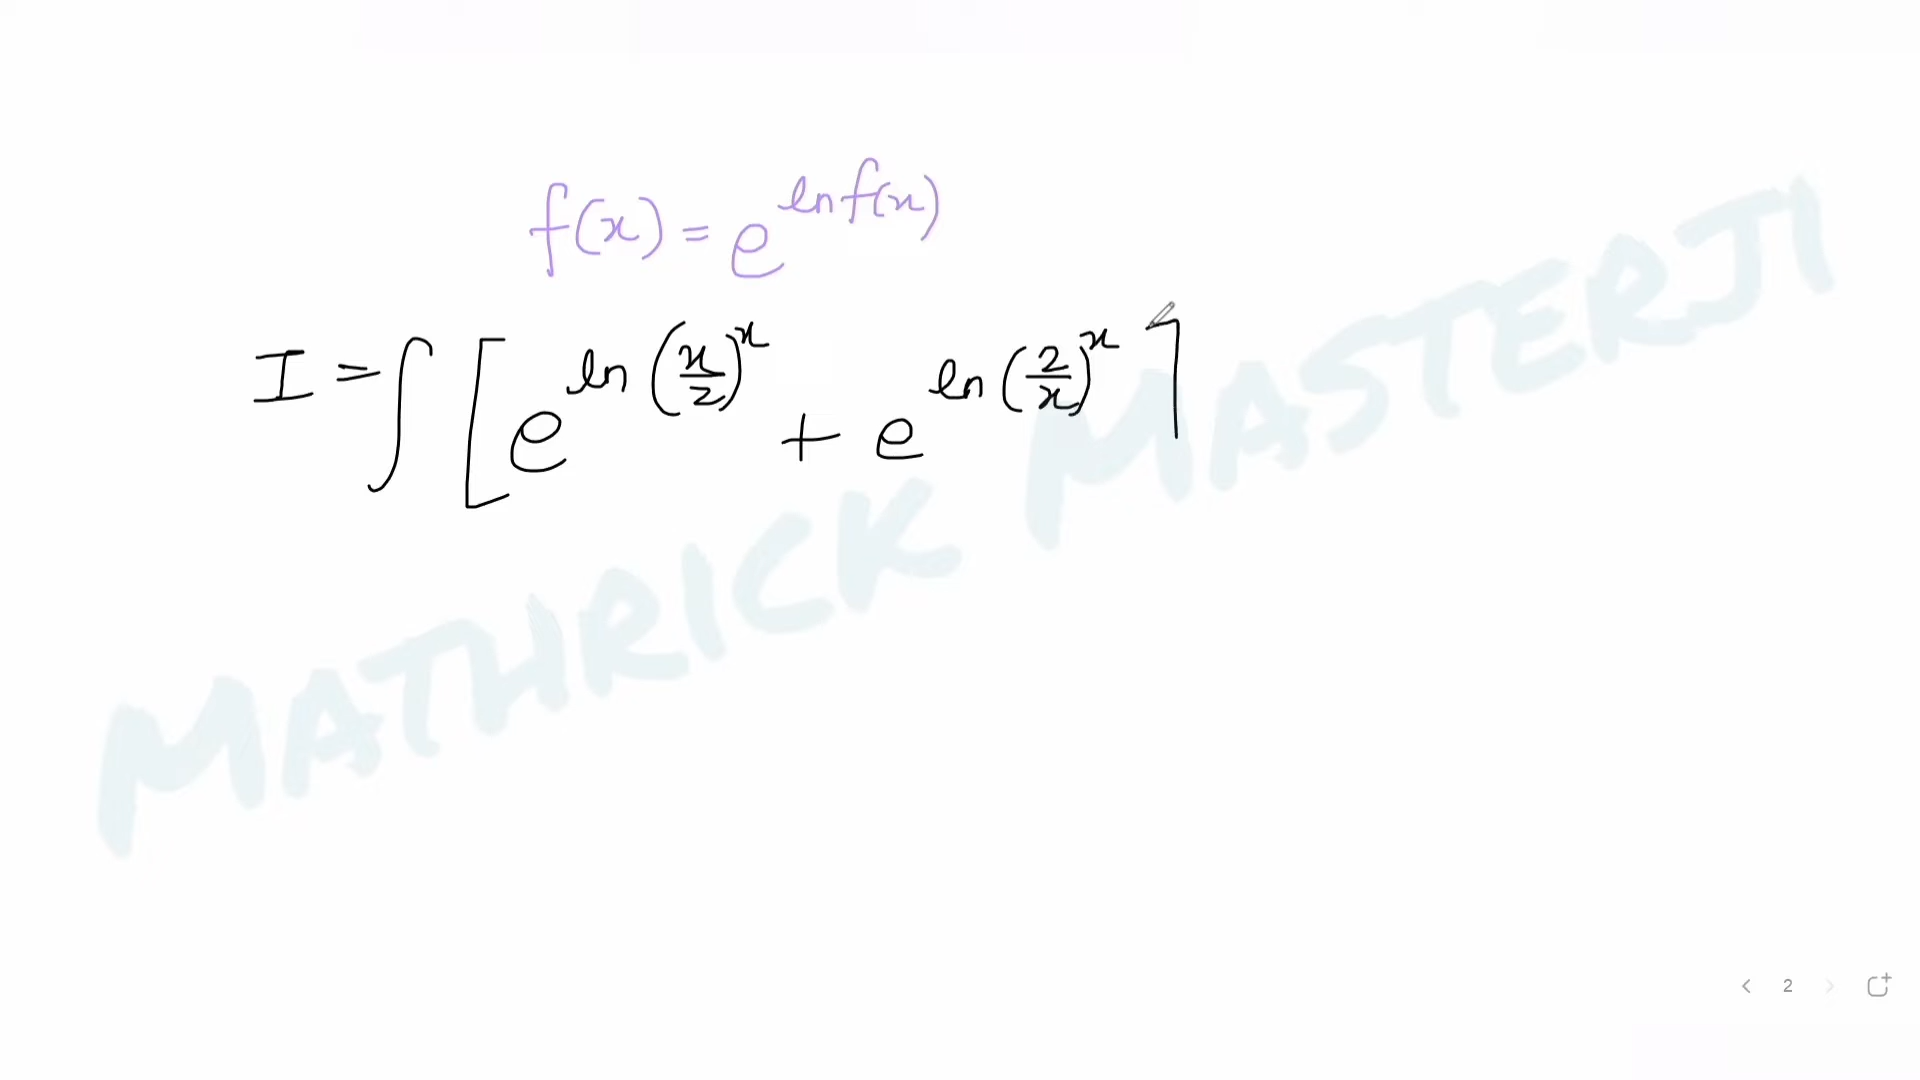 f(x) = e^{ln f(x)}
I = ∫ [e^{ln (x/2)^x} + e^{ln (2/x)^x}]
MATHRICK MASTERJI
< 2 >